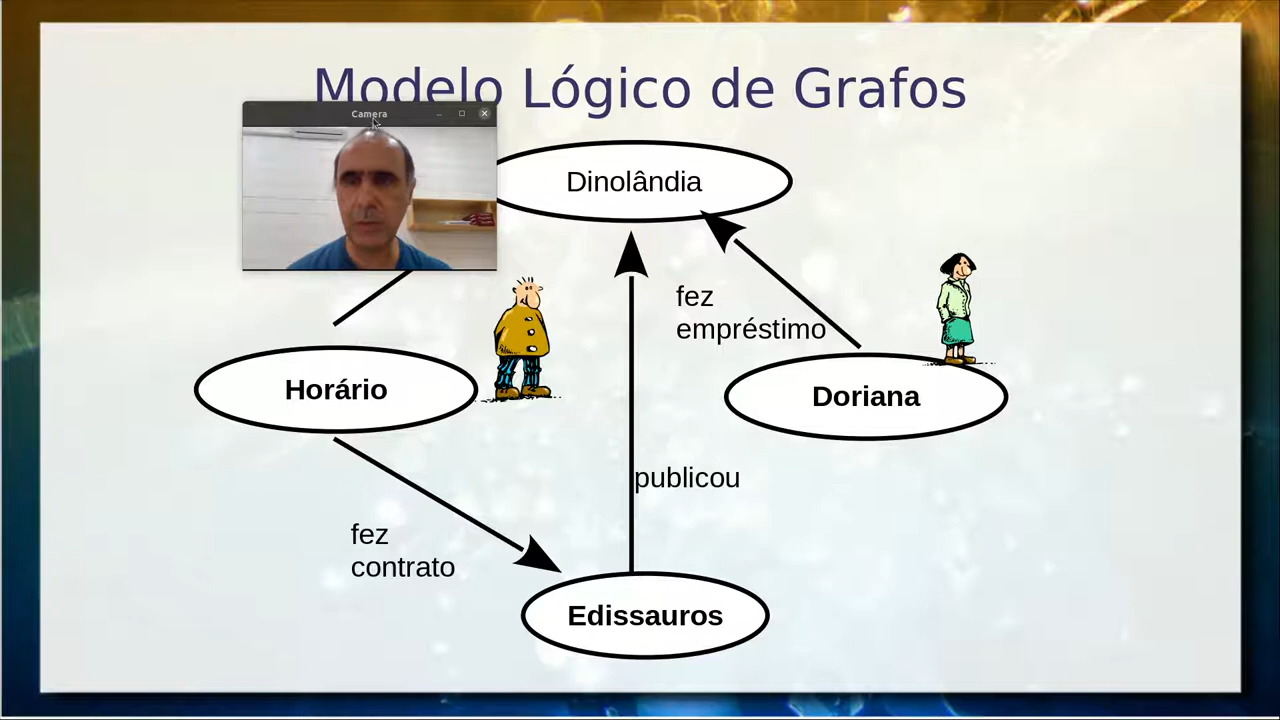 Modelo Lógico de Grafos
Camera
Dinolândia
fez
empréstimo
Horário
Doriana
publicou
fez
contrato
Edissauros